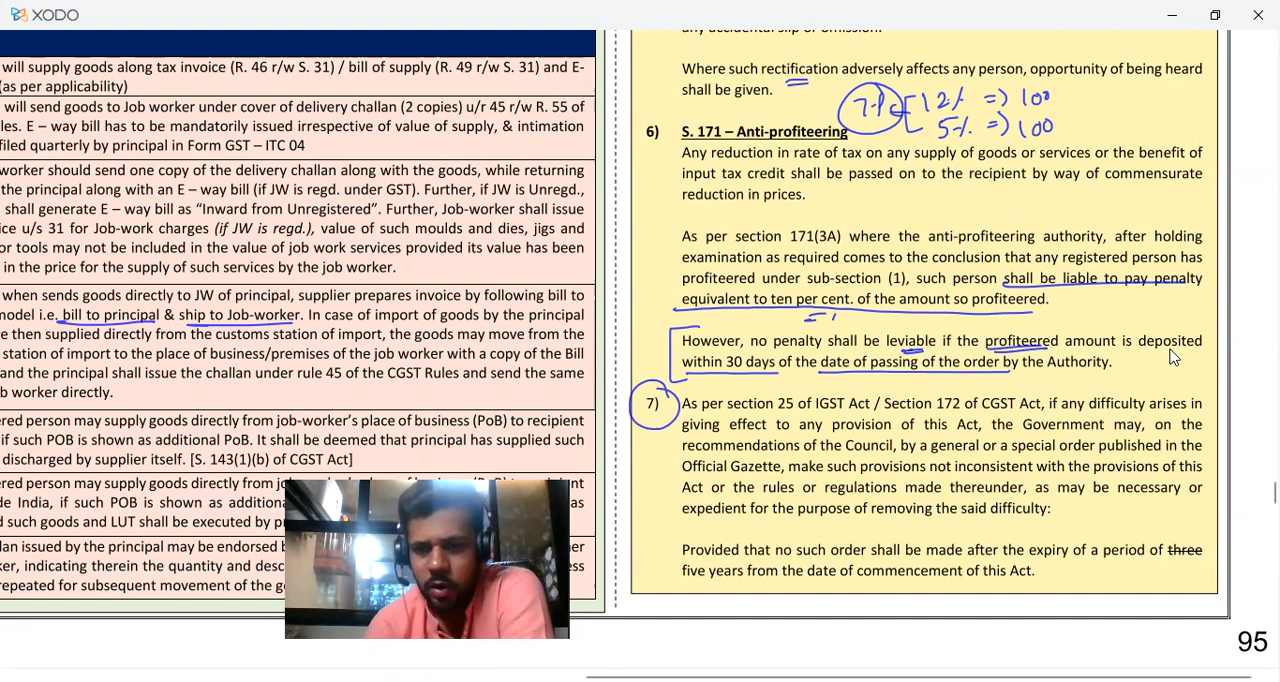 XODO
will supply goods along tax invoice (R. 46 r/w S. 31) / bill of supply (R. 49 r/w S. 31) and E-
(as per applicability)
will send goods to Job worker under cover of delivery challan (2 copies) u/r 45 r/w R. 55 of
les. E – way bill has to be mandatorily issued irrespective of value of supply, & intimation
filed quarterly by principal in Form GST – ITC 04
worker should send one copy of the delivery challan along with the goods, while returning
the principal along with an E – way bill (if JW is regd. under GST). Further, if JW is Unregd.,
shall generate E – way bill as “Inward from Unregistered”. Further, Job-worker shall issue
ice u/s 31 for Job-work charges (if JW is regd.), value of such moulds and dies, jigs and
or tools may not be included in the value of job work services provided its value has been
in the price for the supply of such services by the job worker.
when sends goods directly to JW of principal, supplier prepares invoice by following bill to
model i.e. bill to principal & ship to Job-worker. In case of import of goods by the principal
e then supplied directly from the customs station of import, the goods may move from the
station of import to the place of business/premises of the job worker with a copy of the Bill
and the principal shall issue the challan under rule 45 of the CGST Rules and send the same
b worker directly.
ered person may supply goods directly from job-worker's place of business (PoB) to recipient
if such POB is shown as additional PoB. It shall be deemed that principal has supplied such
discharged by supplier itself. [S. 143(1)(b) of CGST Act]
ered person may supply goods directly from
de India, if such POB is shown as addition as
d such goods and LUT shall be executed by p
lan issued by the principal may be endorsed
ker, indicating therein the quantity and desc
repeated for subsequent movement of the g
any accidental slip or omission.
Where such rectification adversely affects any person, opportunity of being heard
shall be given.
12% => 100
5% => 100
6) S. 171 – Anti-profiteering
Any reduction in rate of tax on any supply of goods or services or the benefit of
input tax credit shall be passed on to the recipient by way of commensurate
reduction in prices.
As per section 171(3A) where the anti-profiteering authority, after holding
examination as required comes to the conclusion that any registered person has
profiteered under sub-section (1), such person shall be liable to pay penalty
equivalent to ten per cent. of the amount so profiteered.
However, no penalty shall be leviable if the profiteered amount is deposited
within 30 days of the date of passing of the order by the Authority.
7) As per section 25 of IGST Act / Section 172 of CGST Act, if any difficulty arises in
giving effect to any provision of this Act, the Government may, on the
recommendations of the Council, by a general or a special order published in the
Official Gazette, make such provisions not inconsistent with the provisions of this
Act or the rules or regulations made thereunder, as may be necessary or
expedient for the purpose of removing the said difficulty:
Provided that no such order shall be made after the expiry of a period of three
five years from the date of commencement of this Act.
95